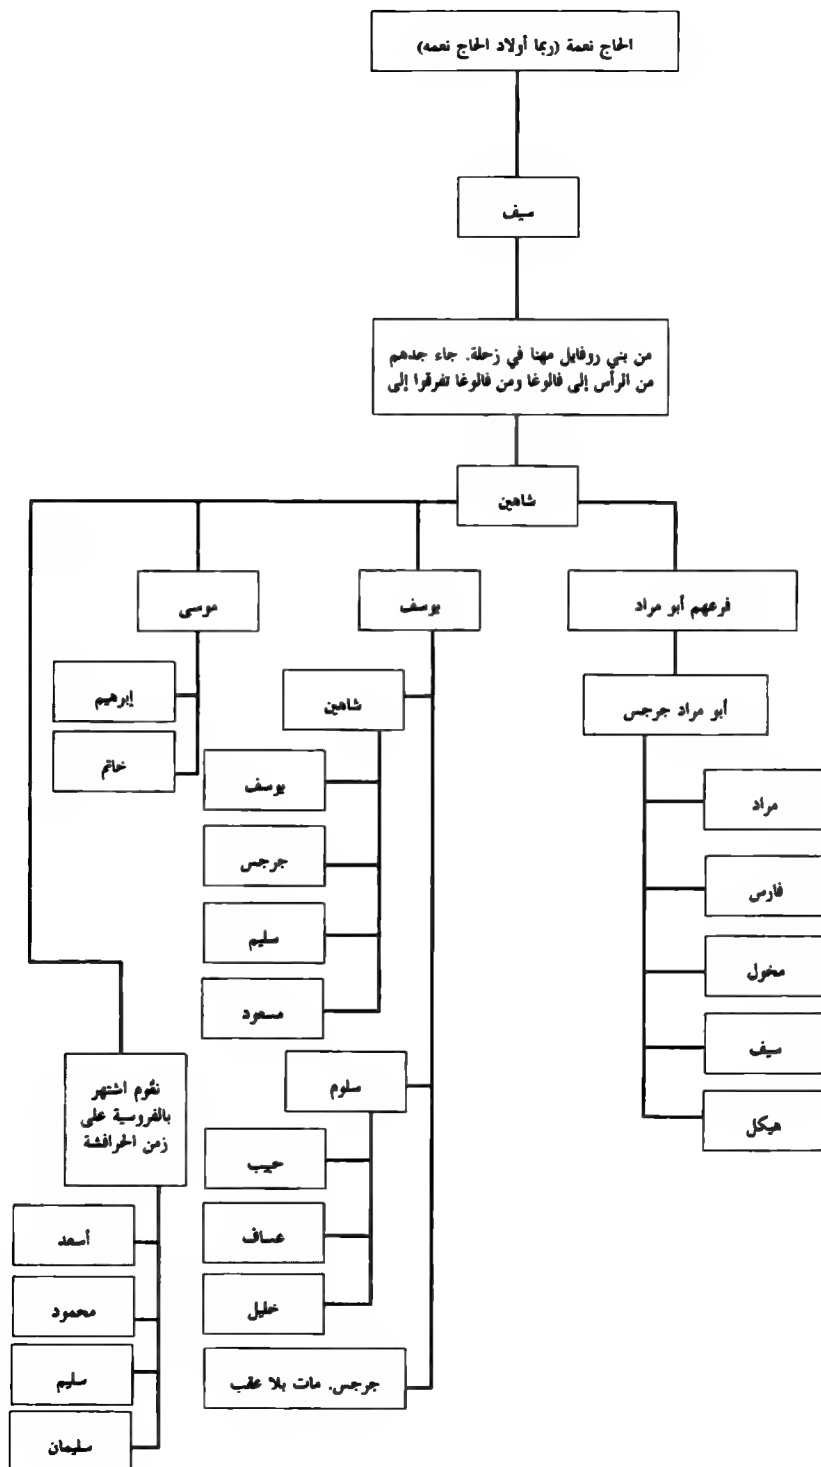 الحاج نعمة (ربما أولاد الحاج نعمه)
سيف
من بني روفايل مهنا في زحلة. جاء جدهم
من الرأس إلى فالوغا ومن فالوغا تفرقوا إلى
شاهين
فرعهم أبو مراد
أبو مراد جرجس
مراد
فارس
مخول
سيف
هيكل
يوسف
شاهين
يوسف
جرجس
سليم
مسعود
سلوم
حبيب
عساف
خليل
جرجس. مات بلا عقب
موسى
إبرهيم
خاتم
نقوم اشتهر
بالفروسية على
زمن الحرافشة
أسعد
محمود
سليم
سليمان